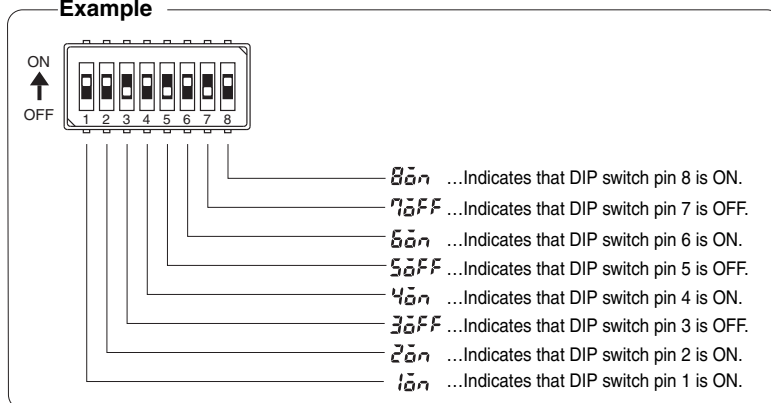 Example
ON
OFF
1 2 3 4 5 6 7 8
8on ...Indicates that DIP switch pin 8 is ON.
7oFF ...Indicates that DIP switch pin 7 is OFF.
6on ...Indicates that DIP switch pin 6 is ON.
5oFF ...Indicates that DIP switch pin 5 is OFF.
4on ...Indicates that DIP switch pin 4 is ON.
3oFF ...Indicates that DIP switch pin 3 is OFF.
2on ...Indicates that DIP switch pin 2 is ON.
1on ...Indicates that DIP switch pin 1 is ON.